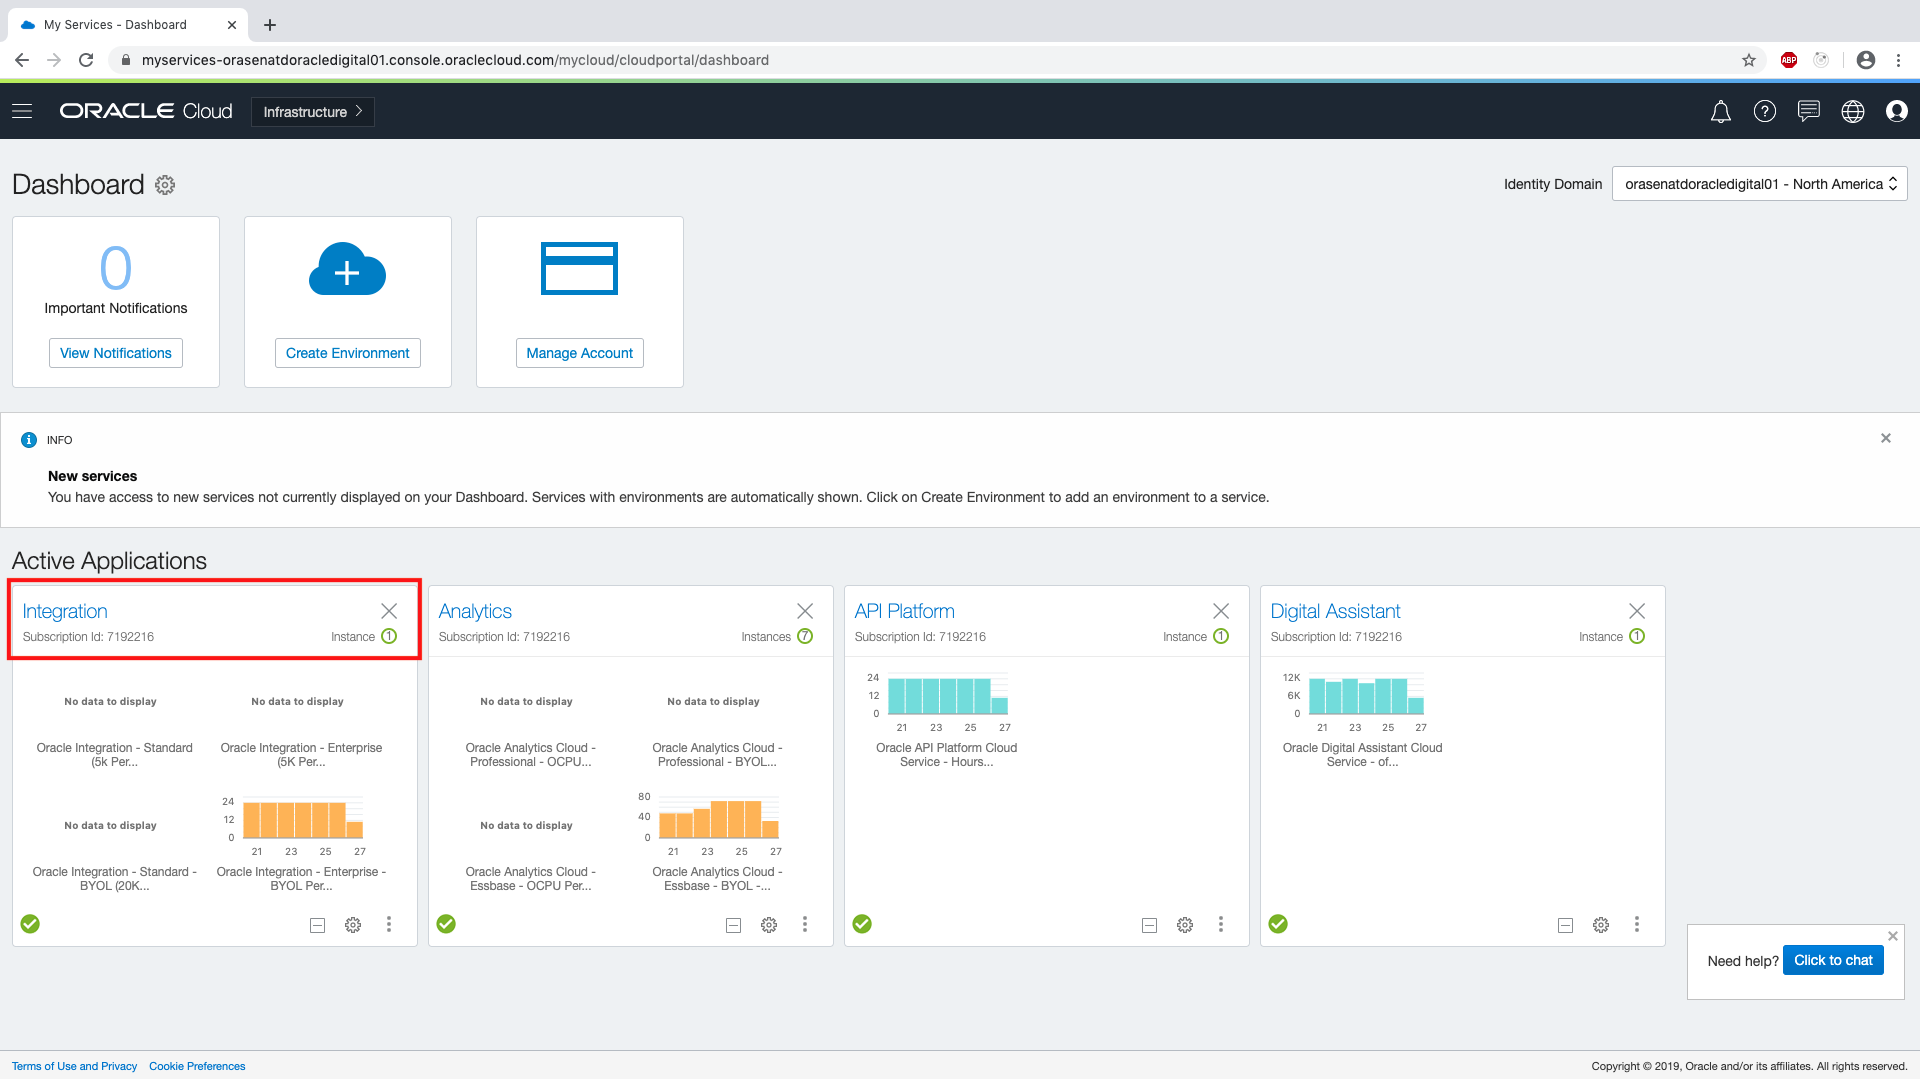 My Services - Dashboard
myservices-orasenatdoracledigital01.console.oraclecloud.com/mycloud/cloudportal/dashboard
ABP
ORACLE Cloud
Infrastructure
Dashboard
Identity Domain
orasenatdoracledigital01 - North America
0
Important Notifications
View Notifications
Create Environment
Manage Account
INFO
New services
You have access to new services not currently displayed on your Dashboard. Services with environments are automatically shown. Click on Create Environment to add an environment to a service.
Active Applications
Integration
Subscription Id: 7192216
Instance 1
No data to display
No data to display
Oracle Integration - Standard
(5k Per...
Oracle Integration - Enterprise
(5K Per...
No data to display
24
12
0
21 23 25 27
Oracle Integration - Standard -
BYOL (20K...
Oracle Integration - Enterprise -
BYOL Per...
Analytics
Subscription Id: 7192216
Instances 7
No data to display
No data to display
Oracle Analytics Cloud -
Professional - OCPU...
Oracle Analytics Cloud -
Professional - BYOL...
No data to display
80
40
0
21 23 25 27
Oracle Analytics Cloud -
Essbase - OCPU Per...
Oracle Analytics Cloud -
Essbase - BYOL -...
API Platform
Subscription Id: 7192216
Instance 1
24
12
0
21 23 25 27
Oracle API Platform Cloud
Service - Hours...
Digital Assistant
Subscription Id: 7192216
Instance 1
12K
6K
0
21 23 25 27
Oracle Digital Assistant Cloud
Service - of...
Need help? Click to chat
Terms of Use and Privacy Cookie Preferences
Copyright © 2019, Oracle and/or its affiliates. All rights reserved.